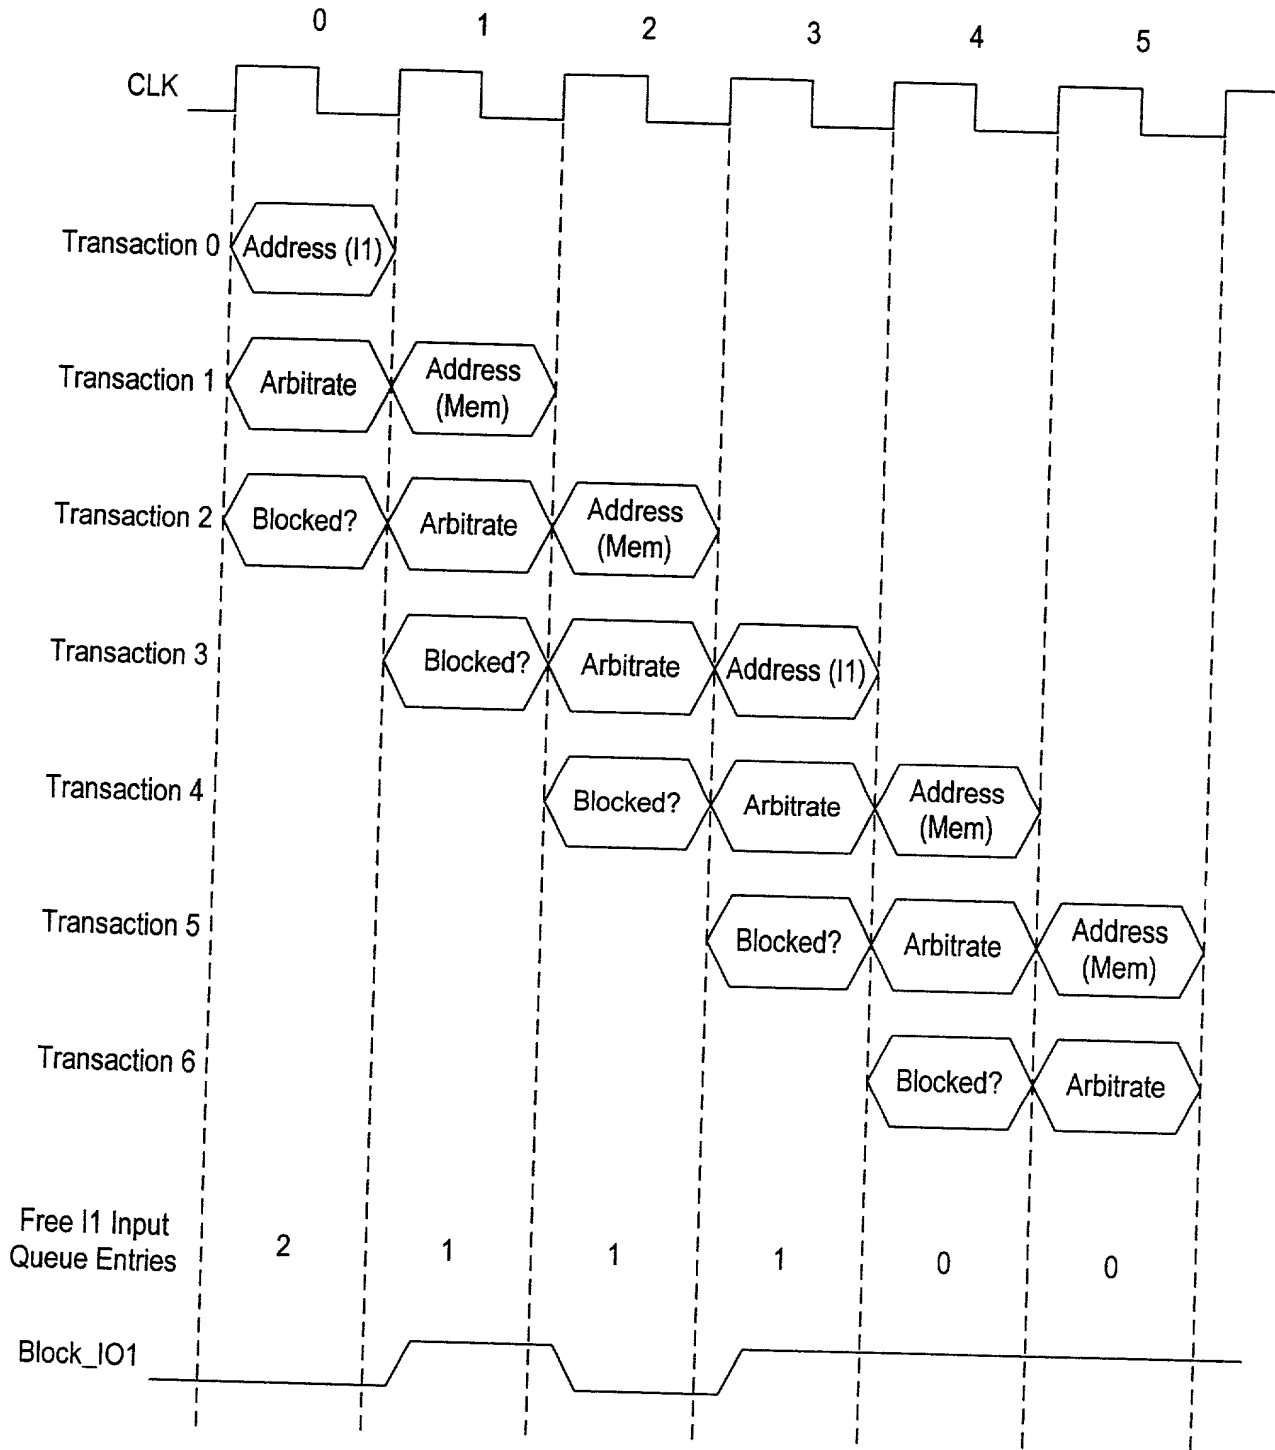 0 1 2 3 4 5
CLK
Transaction 0 Address (I1)
Transaction 1 Arbitrate Address
(Mem)
Transaction 2 Blocked? Arbitrate Address
(Mem)
Transaction 3 Blocked? Arbitrate Address (I1)
Transaction 4 Blocked? Arbitrate Address
(Mem)
Transaction 5 Blocked? Arbitrate Address
(Mem)
Transaction 6 Blocked? Arbitrate
Free I1 Input
Queue Entries 2 1 1 1 0 0
Block_IO1